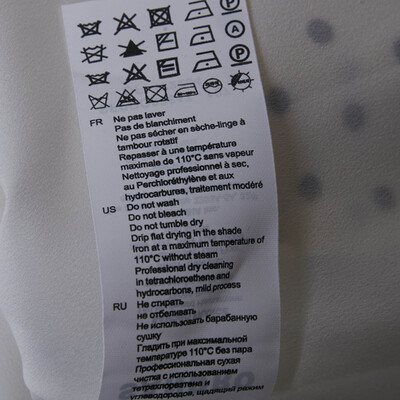 A
P
P
FR Ne pas laver
Pas de blanchiment
Ne pas sécher en sèche-linge à
tambour rotatif
Repasser à une température
maximale de 110°C sans vapeur
Nettoyage professionnel à sec,
au Perchloréthylène et aux
hydrocarbures, traitement modéré
US Do not wash
Do not bleach
Do not tumble dry
Drip flat drying in the shade
Iron at a maximum temperature of
110°C without steam
Professional dry cleaning
in tetrachloroethene and
hydrocarbons, mild process
RU Не стирать
не отбеливать
Не использовать барабанную
сушку
Гладить при максимальной
температуре 110°C без пара
Профессиональная сухая
чистка с использованием
тетрахлорэтена и
углеводородов, щадящий режим